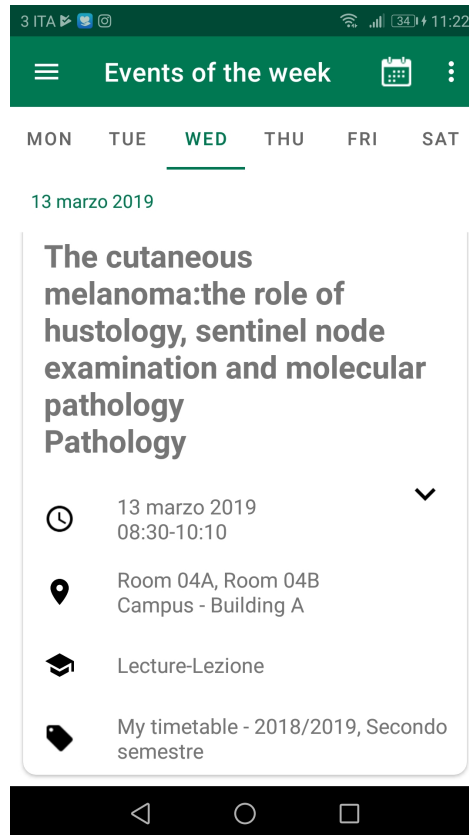 3 ITA 34 11:22
Events of the week
MON TUE WED THU FRI SAT
13 marzo 2019
The cutaneous
melanoma:the role of
hustology, sentinel node
examination and molecular
pathology
Pathology
13 marzo 2019
08:30-10:10
Room 04A, Room 04B
Campus - Building A
Lecture-Lezione
My timetable - 2018/2019, Secondo
semestre